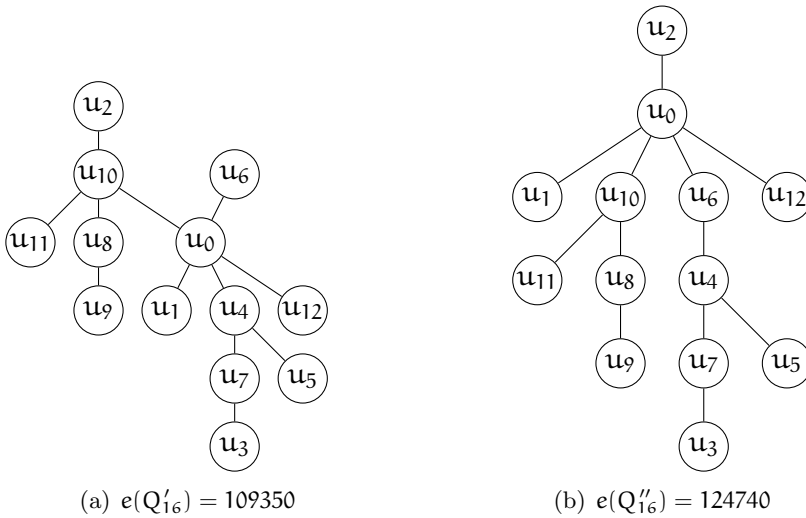 u₂
u₁₀
u₆
u₁₁ u₈ u₀
u₉ u₁ u₄ u₁₂
u₇ u₅
u₃
(a) e(Q′₁₆) = 109350
u₂
u₀
u₁ u₁₀ u₆ u₁₂
u₁₁ u₈ u₄
u₉ u₇ u₅
u₃
(b) e(Q″₁₆) = 124740